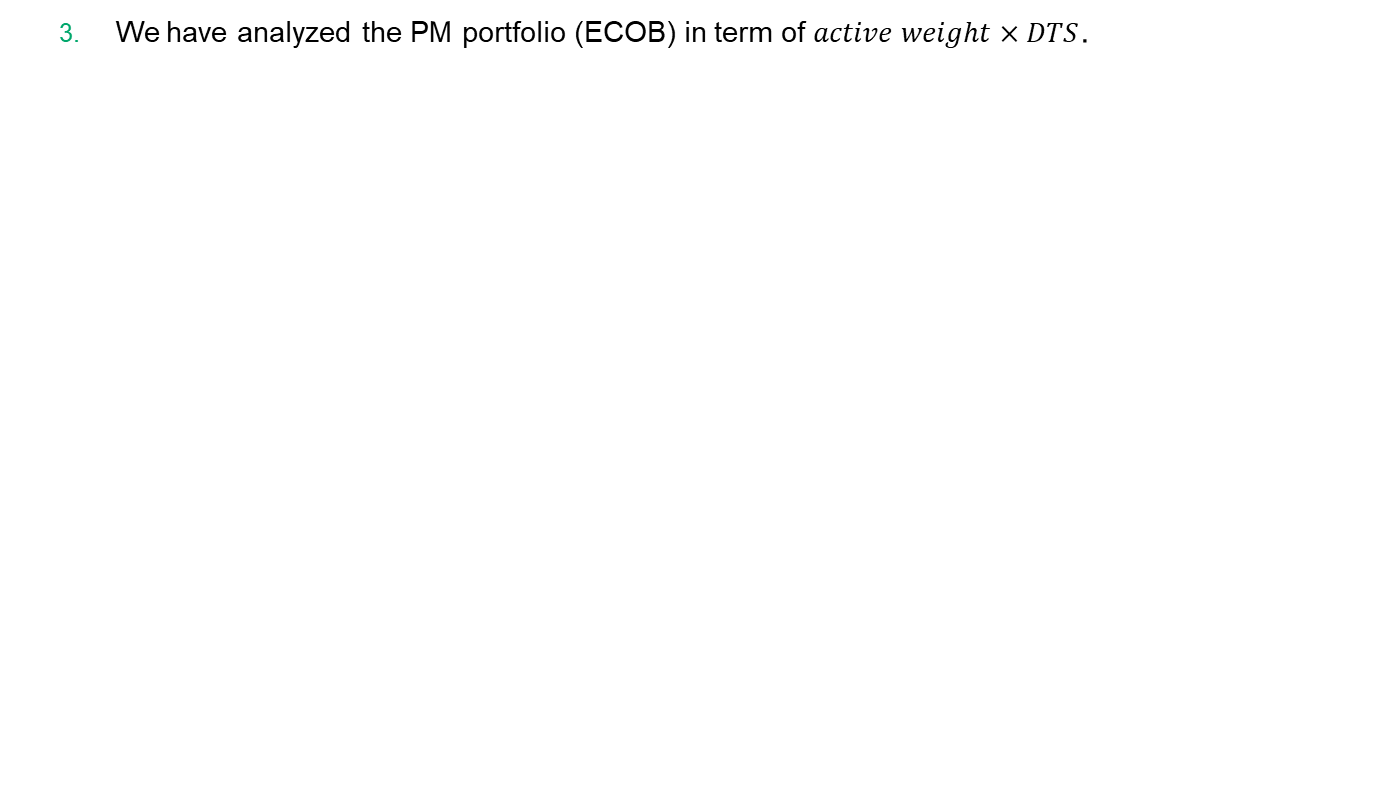 3. We have analyzed the PM portfolio (ECOB) in term of active weight × DTS.